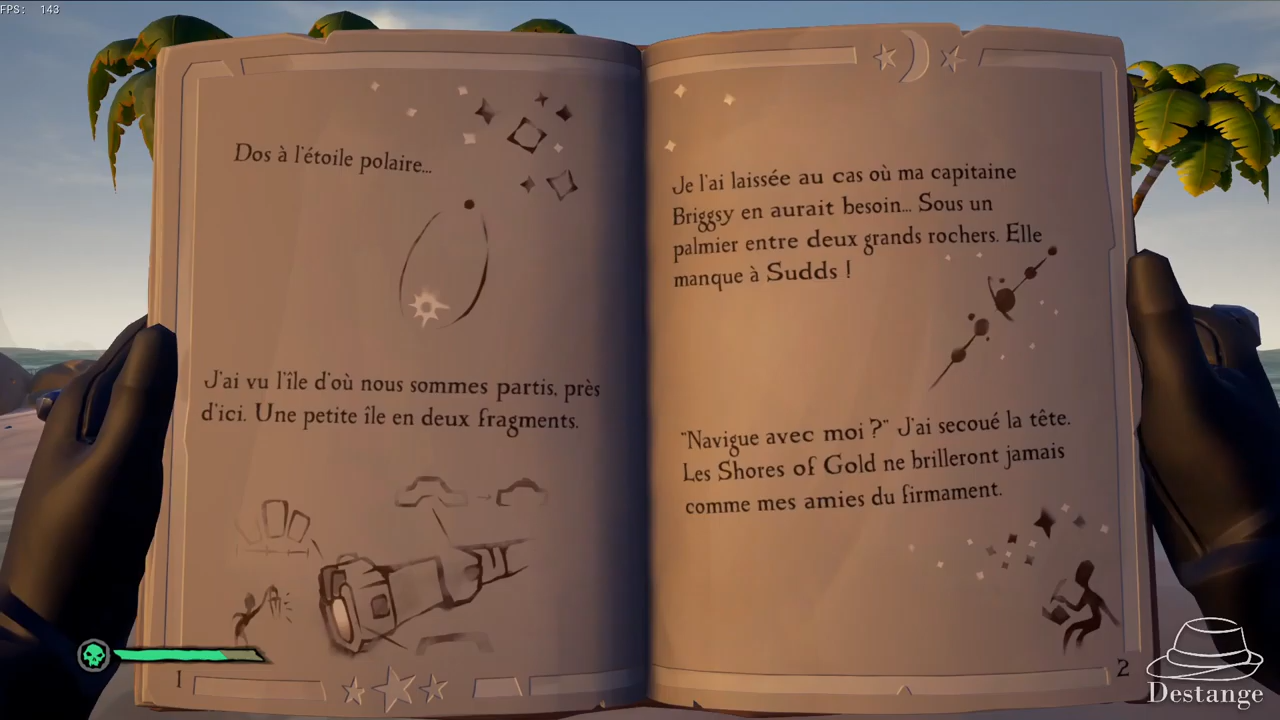 FPS: 143
Dos à l'étoile polaire...
J'ai vu l'île d'où nous sommes partis, près
d'ici. Une petite île en deux fragments.
1
Je l'ai laissée au cas où ma capitaine
Briggsy en aurait besoin... Sous un
palmier entre deux grands rochers. Elle
manque à Sudds !
"Navigue avec moi ?" J'ai secoué la tête.
Les Shores of Gold ne brilleront jamais
comme mes amies du firmament.
2
Destange